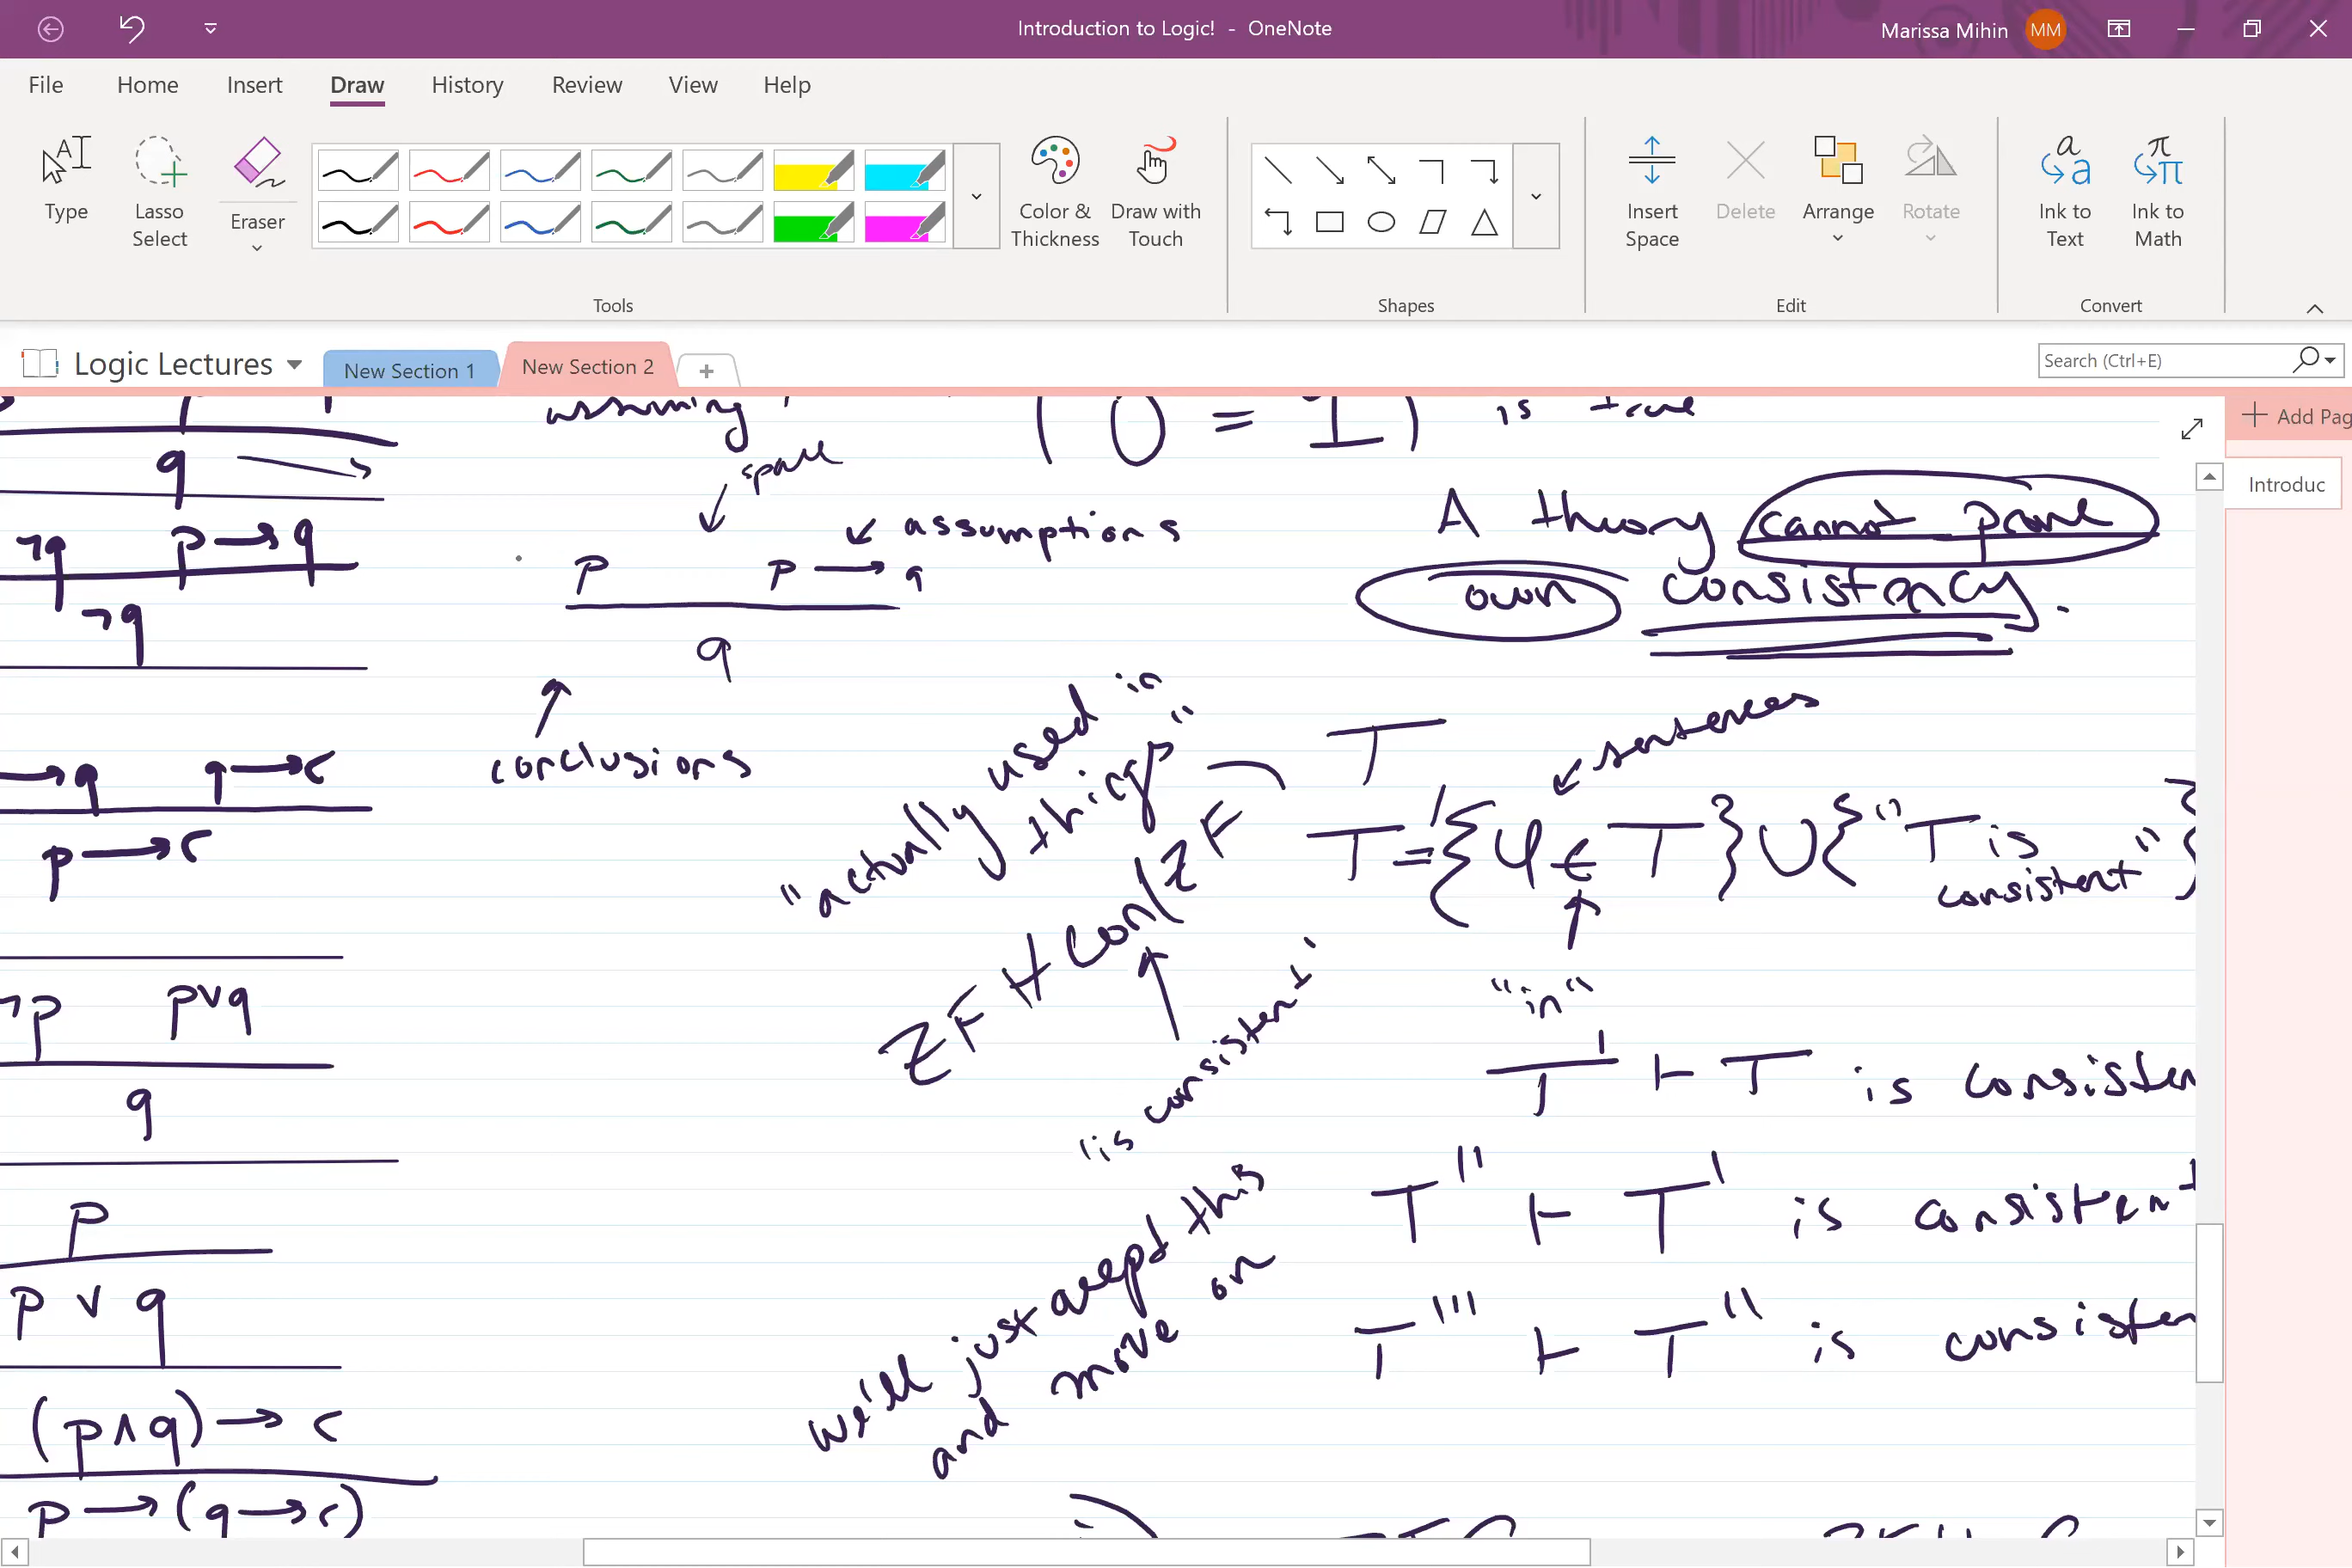 Introduction to Logic! - OneNote
Marissa Mihin MM
File Home Insert Draw History Review View Help
Type
Lasso Select
Eraser
Color & Thickness
Draw with Touch
Insert Space
Delete
Arrange
Rotate
Ink to Text
Ink to Math
Tools Shapes Edit Convert
Logic Lectures
New Section 1
New Section 2
Search (Ctrl+E)
Add Pag
Introduc
assuming
(0 = 1) is true
q
¬q p → q
¬q
→ q q → r
p → r
¬p p∨q
q
p
p ∨ q
(p∧q) → r
p → (q → r)
space
assumptions
p p → q
q
conclusions
A theory cannot prove
own consistency.
"actually used in
things"
ZF ⊬ Con(ZF
"is consistent"
we'll just accept this
and move on
T
sentences
T'={φ ∈ T}∪{"T is
consistent"}
"in"
T' ⊢ T is consisten
T'' ⊢ T' is consistent
T''' ⊢ T'' is consisten